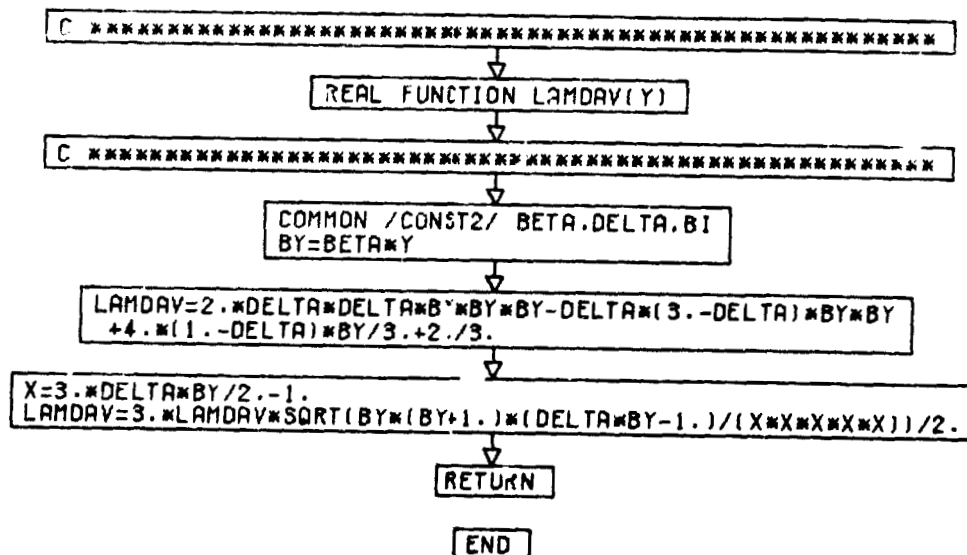 C ********************************************************
REAL FUNCTION LAMDAV(Y)
C ********************************************************
COMMON /CONST2/ BETA,DELTA,BI
BY=BETA*Y
LAMDAV=2.*DELTA*DELTA*BY*BY*BY-DELTA*(3.-DELTA)*BY*BY
+4.*(1.-DELTA)*BY/3.+2./3.
X=3.*DELTA*BY/2.-1.
LAMDAV=3.*LAMDAV*SQRT(BY*(BY+1.)*(DELTA*BY-1.)/(X*X*X*X*X))/2.
RETURN
END